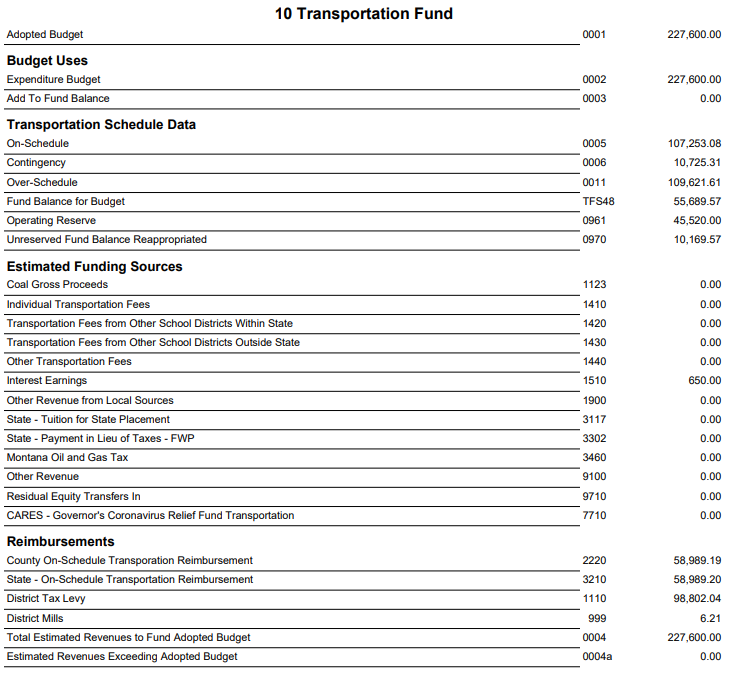 10 Transportation Fund
Adopted Budget 0001 227,600.00
Budget Uses
Expenditure Budget 0002 227,600.00
Add To Fund Balance 0003 0.00
Transportation Schedule Data
On-Schedule 0005 107,253.08
Contingency 0006 10,725.31
Over-Schedule 0011 109,621.61
Fund Balance for Budget TFS48 55,689.57
Operating Reserve 0961 45,520.00
Unreserved Fund Balance Reappropriated 0970 10,169.57
Estimated Funding Sources
Coal Gross Proceeds 1123 0.00
Individual Transportation Fees 1410 0.00
Transportation Fees from Other School Districts Within State 1420 0.00
Transportation Fees from Other School Districts Outside State 1430 0.00
Other Transportation Fees 1440 0.00
Interest Earnings 1510 650.00
Other Revenue from Local Sources 1900 0.00
State - Tuition for State Placement 3117 0.00
State - Payment in Lieu of Taxes - FWP 3302 0.00
Montana Oil and Gas Tax 3460 0.00
Other Revenue 9100 0.00
Residual Equity Transfers In 9710 0.00
CARES - Governor's Coronavirus Relief Fund Transportation 7710 0.00
Reimbursements
County On-Schedule Transporation Reimbursement 2220 58,989.19
State - On-Schedule Transportation Reimbursement 3210 58,989.20
District Tax Levy 1110 98,802.04
District Mills 999 6.21
Total Estimated Revenues to Fund Adopted Budget 0004 227,600.00
Estimated Revenues Exceeding Adopted Budget 0004a 0.00